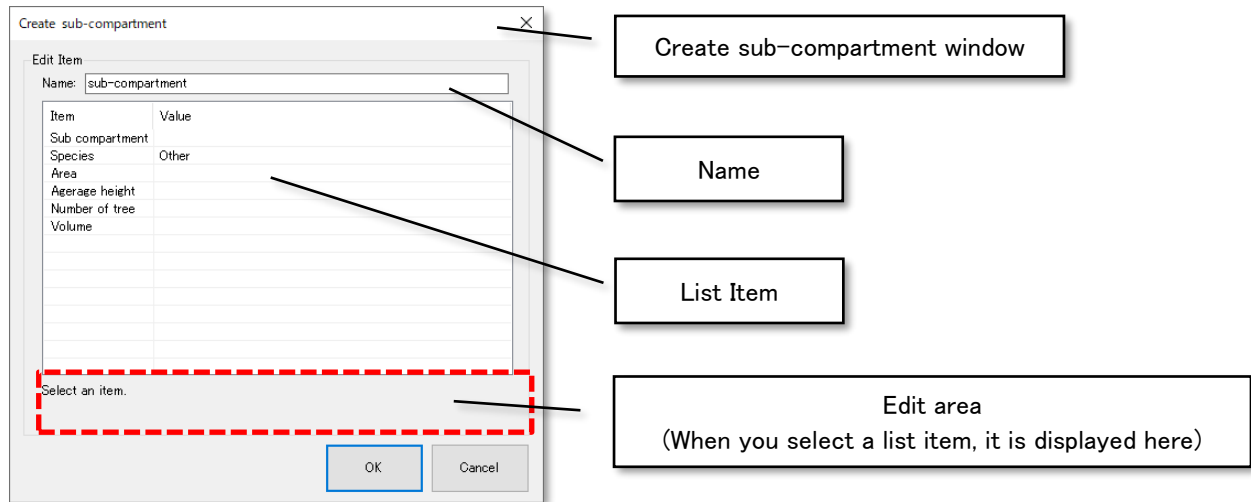 Create sub-compartment
Create sub-compartment window
Edit Item
Name: sub-compartment
Item Value
Sub compartment
Species Other
Area
Agerage height
Number of tree
Volume
Name
List Item
Select an item.
Edit area
(When you select a list item, it is displayed here)
OK Cancel